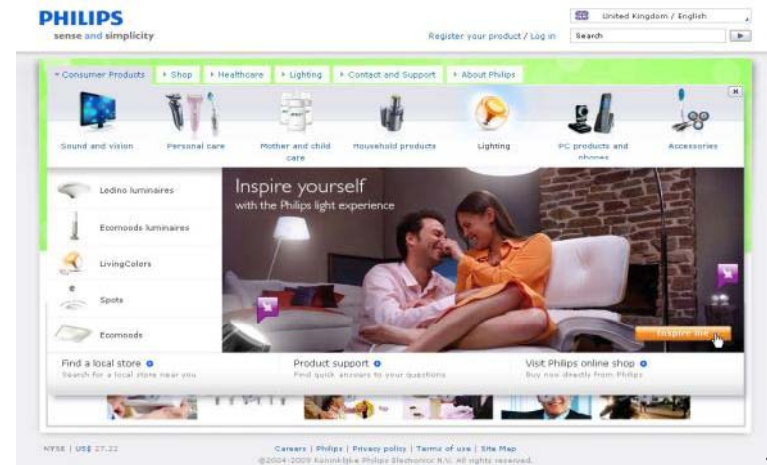 PHILIPS
sense and simplicity
United Kingdom / English
Register your product / Log in
Search
Consumer Products
Shop
Healthcare
Lighting
Contact and Support
About Philips
Sound and vision
Personal care
Mother and child
care
Household products
Lighting
PC products and
phones
Accessories
Ledino luminaires
Ecomoods luminaires
LivingColors
Spots
Ecomoods
Inspire yourself
with the Philips light experience
Inspire me
Find a local store
Search for a local store near you
Product support
Find quick answers to your questions
Visit Philips online shop
Buy now directly from Philips
NYSE | US$ 27.22
Careers | Philips | Privacy policy | Terms of use | Site Map
©2004-2009 Koninklijke Philips Electronics N.V. All rights reserved.